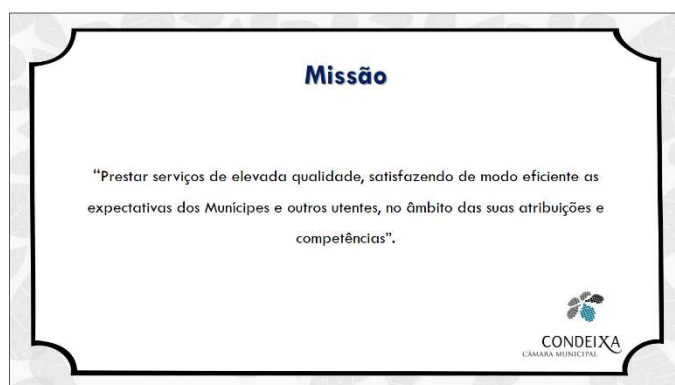 Missão
“Prestar serviços de elevada qualidade, satisfazendo de modo eficiente as
expectativas dos Munícipes e outros utentes, no âmbito das suas atribuições e
competências”.
CONDEIXA
CÂMARA MUNICIPAL